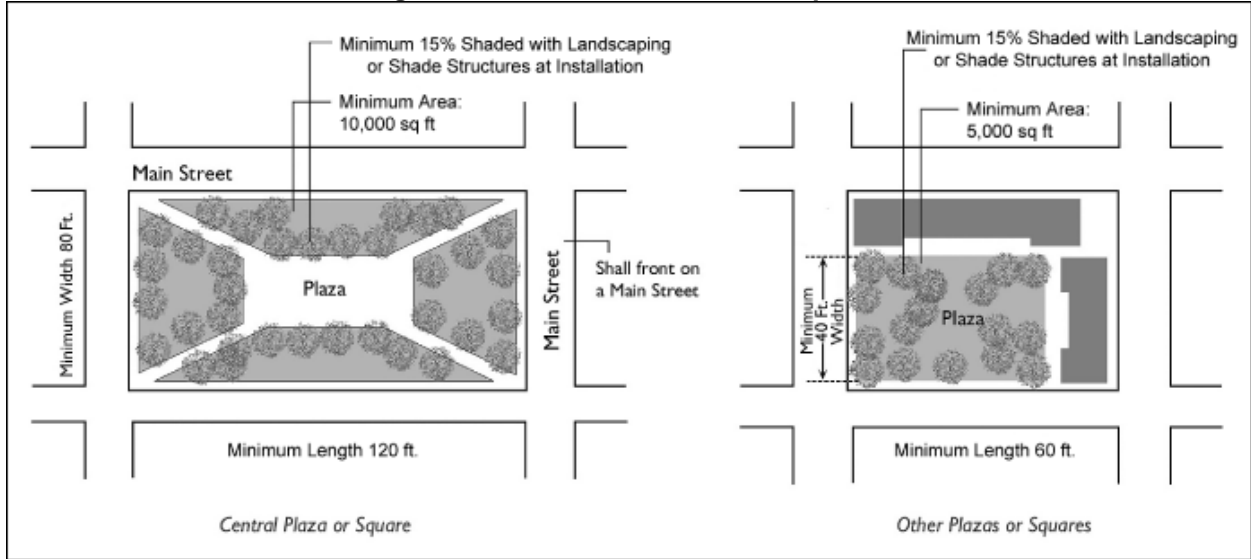 Minimum 15% Shaded with Landscaping
or Shade Structures at Installation
Minimum Area:
10,000 sq ft
Main Street
Minimum Width 80 Ft.
Plaza
Main Street
Shall front on
a Main Street
Minimum Length 120 ft.
Central Plaza or Square
Minimum 15% Shaded with Landscaping
or Shade Structures at Installation
Minimum Area:
5,000 sq ft
Minimum
40 Ft.
Width
Plaza
Minimum Length 60 ft.
Other Plazas or Squares